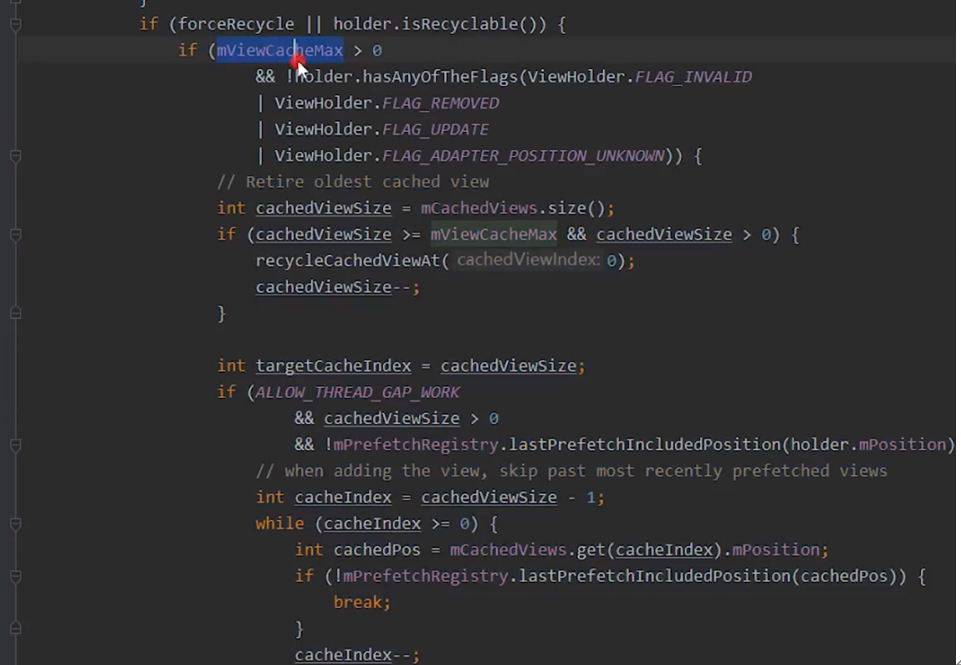 }
if (forceRecycle || holder.isRecyclable()) {
if (mViewCacheMax > 0
&& !holder.hasAnyOfTheFlags(ViewHolder.FLAG_INVALID
| ViewHolder.FLAG_REMOVED
| ViewHolder.FLAG_UPDATE
| ViewHolder.FLAG_ADAPTER_POSITION_UNKNOWN)) {
// Retire oldest cached view
int cachedViewSize = mCachedViews.size();
if (cachedViewSize >= mViewCacheMax && cachedViewSize > 0) {
recycleCachedViewAt( cachedViewIndex: 0);
cachedViewSize--;
}
int targetCacheIndex = cachedViewSize;
if (ALLOW_THREAD_GAP_WORK
&& cachedViewSize > 0
&& !mPrefetchRegistry.lastPrefetchIncludedPosition(holder.mPosition)
// when adding the view, skip past most recently prefetched views
int cacheIndex = cachedViewSize - 1;
while (cacheIndex >= 0) {
int cachedPos = mCachedViews.get(cacheIndex).mPosition;
if (!mPrefetchRegistry.lastPrefetchIncludedPosition(cachedPos)) {
break;
}
cacheIndex--;